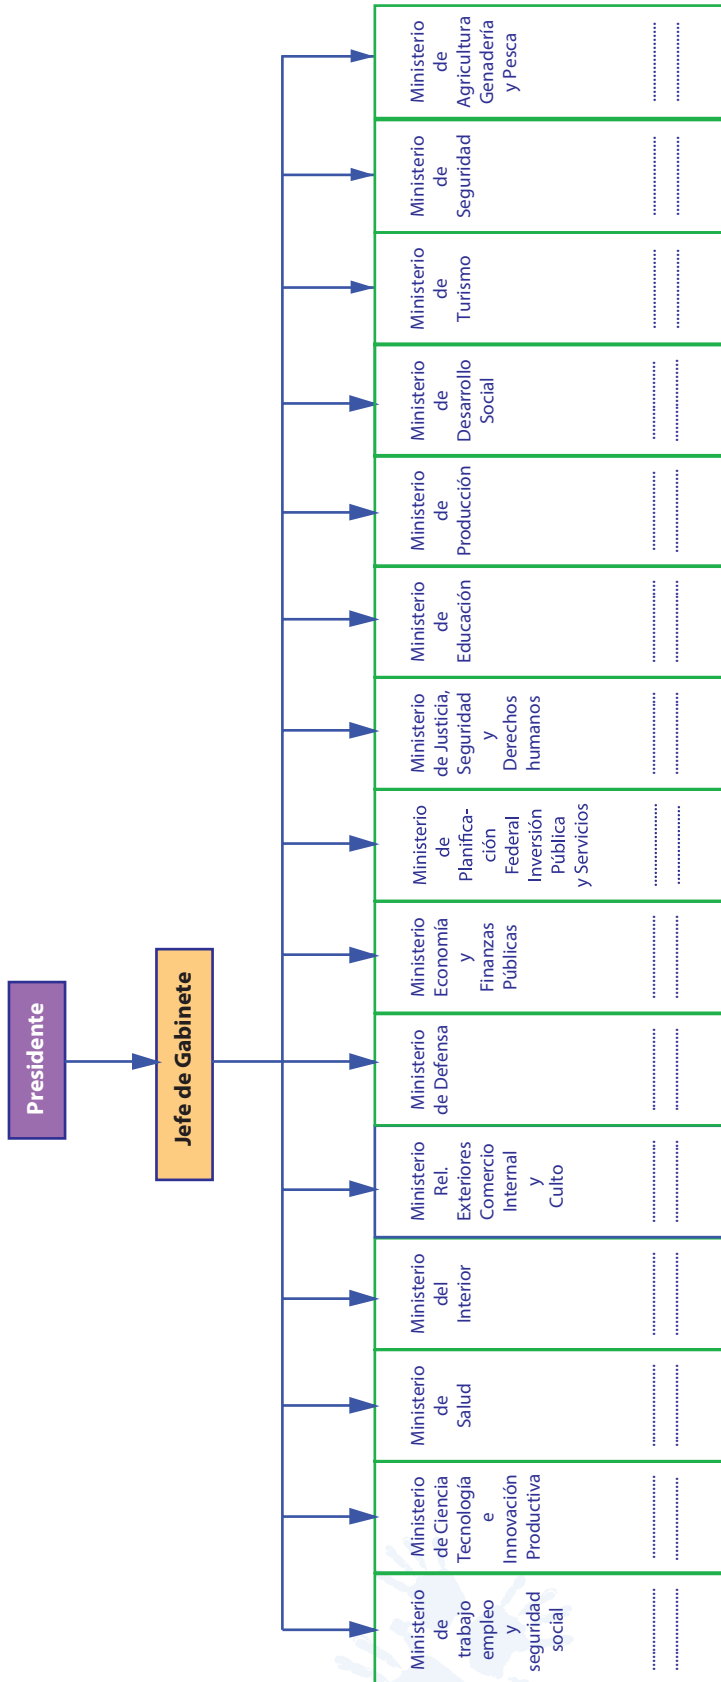 Presidente
Jefe de Gabinete
Ministerio
de
trabajo
empleo
y
seguridad
social
Ministerio
de Ciencia
Tecnología
e
Innovación
Productiva
Ministerio
de
Salud
Ministerio
del
Interior
Ministerio
Rel.
Exteriores
Comercio
Internal
y
Culto
Ministerio
de Defensa
Ministerio
Economía
y
Finanzas
Públicas
Ministerio
de
Planifica-
ción
Federal
Inversión
Pública
y Servicios
Ministerio
de Justicia,
Seguridad
y
Derechos
humanos
Ministerio
de
Educación
Ministerio
de
Producción
Ministerio
de
Desarrollo
Social
Ministerio
de
Turismo
Ministerio
de
Seguridad
Ministerio
de
Agricultura
Genadería
y Pesca